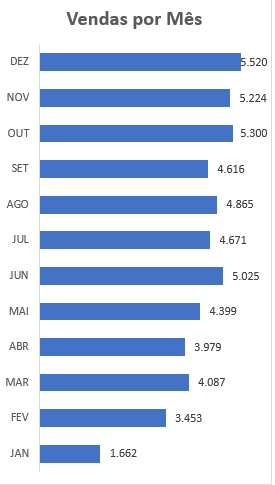 Vendas por Mês
DEZ 5.520
NOV 5.224
OUT 5.300
SET 4.616
AGO 4.865
JUL 4.671
JUN 5.025
MAI 4.399
ABR 3.979
MAR 4.087
FEV 3.453
JAN 1.662